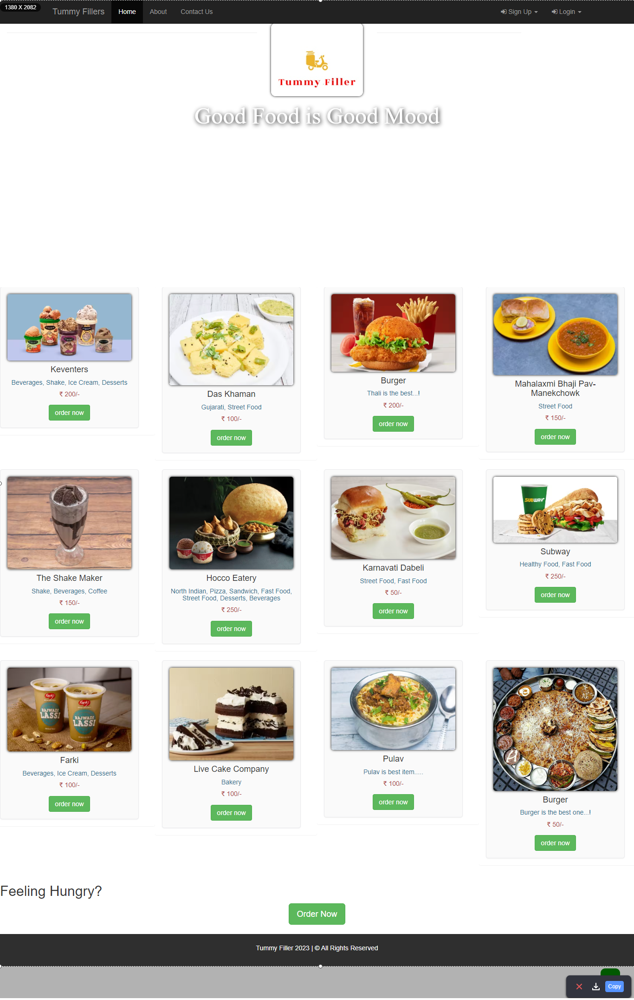 1380 X 2082
Tummy Fillers Home About Contact Us Sign Up Login
Tummy Filler
Good Food is Good Mood
Keventers
Beverages, Shake, Ice Cream, Desserts
₹ 200/-
order now
Das Khaman
Gujarati, Street Food
₹ 100/-
order now
Burger
Thali is the best...!
₹ 200/-
order now
Mahalaxmi Bhaji Pav-
Manekchowk
Street Food
₹ 150/-
order now
The Shake Maker
Shake, Beverages, Coffee
₹ 150/-
order now
Hocco Eatery
North Indian, Pizza, Sandwich, Fast Food,
Street Food, Desserts, Beverages
₹ 250/-
order now
Karnavati Dabeli
Street Food, Fast Food
₹ 50/-
order now
SUBWAY
Subway
Healthy Food, Fast Food
₹ 250/-
order now
farki
RAJWADI
LASSI
farki
RAJWADI
LASSI
Farki
Beverages, Ice Cream, Desserts
₹ 100/-
order now
Live Cake Company
Bakery
₹ 100/-
order now
Pulav
Pulav is best item.....
₹ 100/-
order now
Burger
Burger is the best one...!
₹ 50/-
order now
Feeling Hungry?
Order Now
Tummy Filler 2023 | © All Rights Reserved
Copy